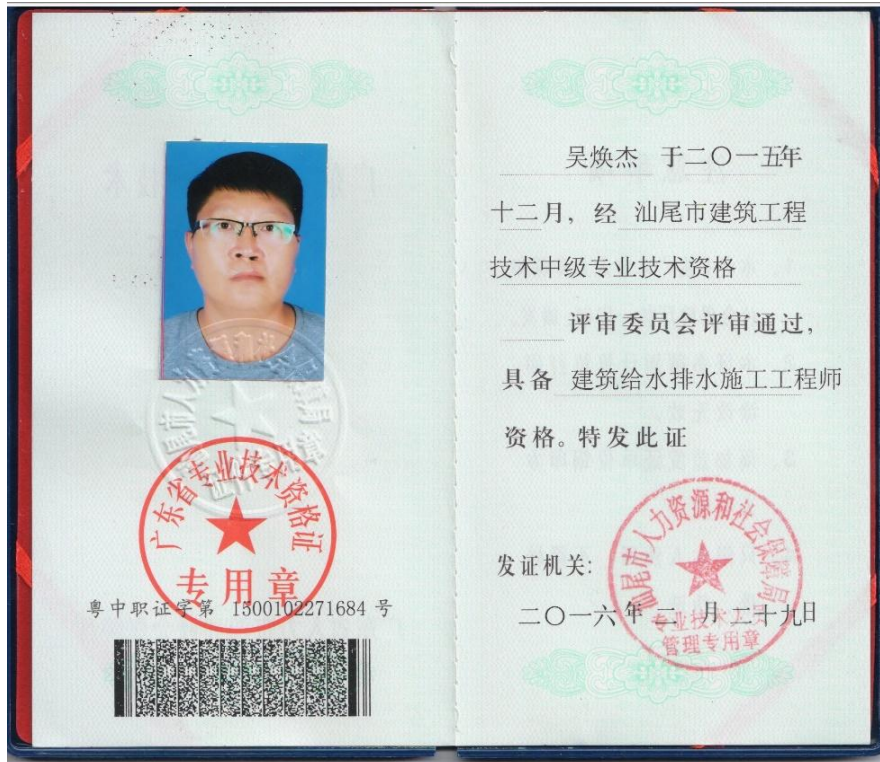 广东省专业技术资格证
专用章
粤中职证字第 1500102271684 号
吴焕杰 于二〇一五年
十二月，经 汕尾市建筑工程
技术中级专业技术资格
评审委员会评审通过，
具备 建筑给水排水施工工程师
资格。特发此证
发证机关：
二〇一六年 二 月 二十九日
汕尾市人力资源和社会保障局
专业技术人员
管理专用章